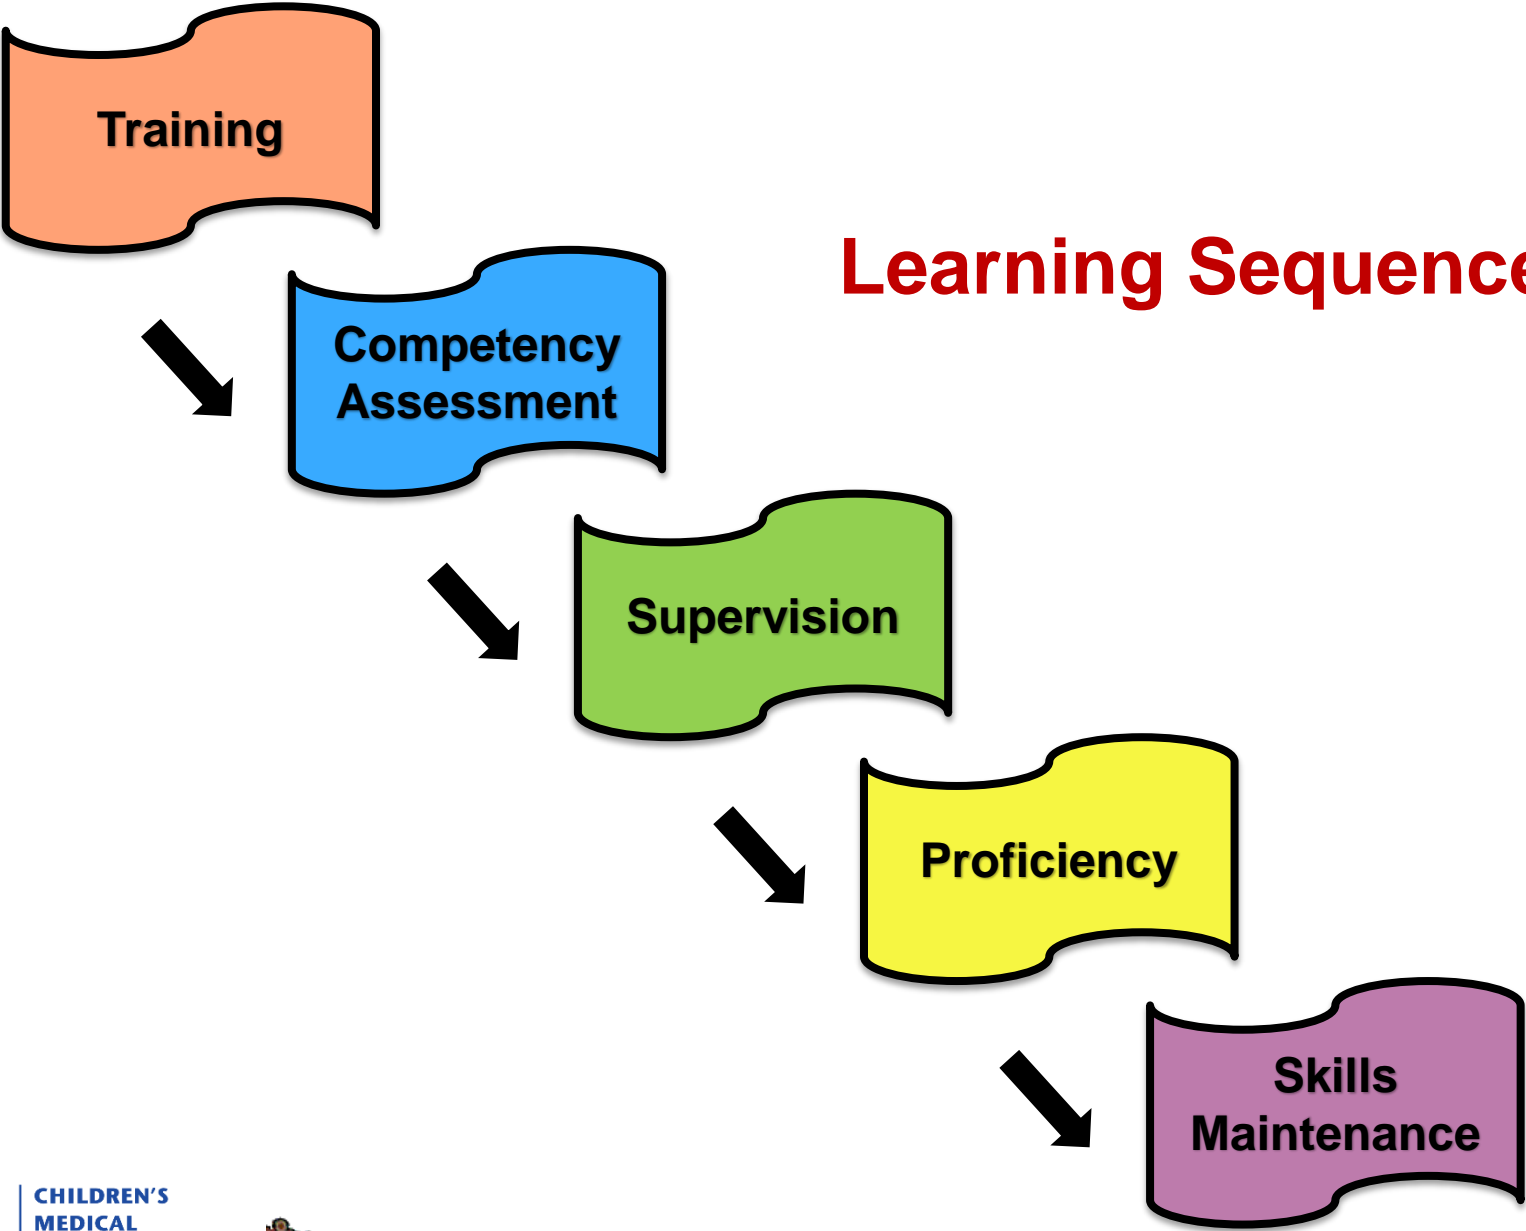 Training
Learning Sequence
Competency
Assessment
Supervision
Proficiency
Skills
Maintenance
CHILDREN'S
MEDICAL